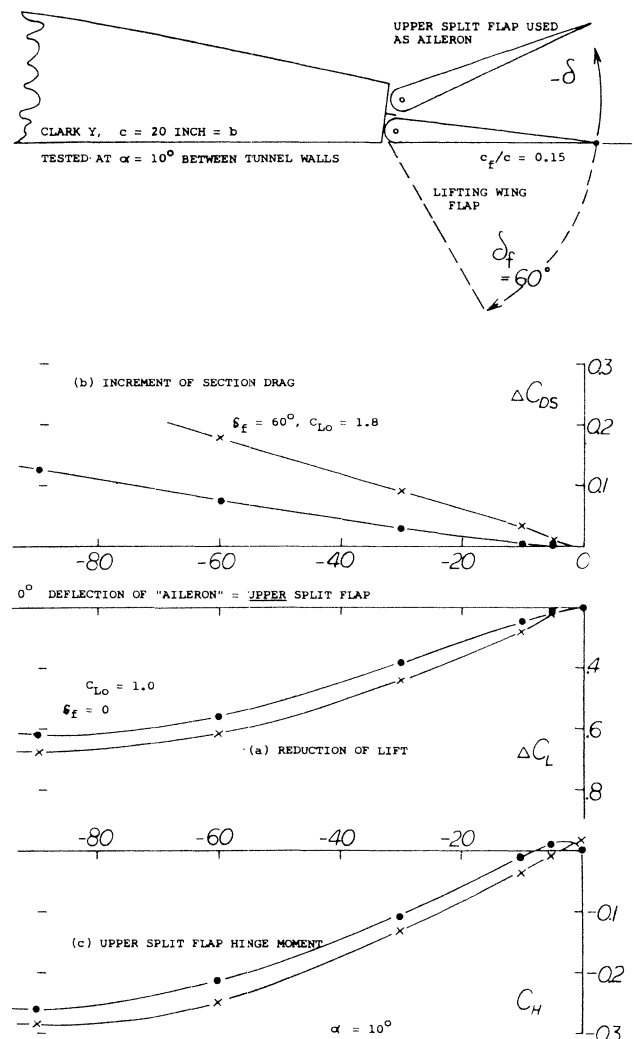 UPPER SPLIT FLAP USED
AS AILERON
-δ
CLARK Y, c = 20 INCH = b
TESTED AT α = 10° BETWEEN TUNNEL WALLS
c_f/c = 0.15
LIFTING WING
FLAP
δ_f
= 60°
0.3
(b) INCREMENT OF SECTION DRAG
ΔC_DS
δ_f = 60°, C_Lo = 1.8
0.2
0.1
-80 -60 -40 -20 0
0° DEFLECTION OF "AILERON" = UPPER SPLIT FLAP
.4
C_Lo = 1.0
δ_f = 0
.6
(a) REDUCTION OF LIFT
ΔC_L
.8
-80 -60 -40 -20
-0.1
(c) UPPER SPLIT FLAP HINGE MOMENT
-0.2
C_H
α = 10°
-0.3